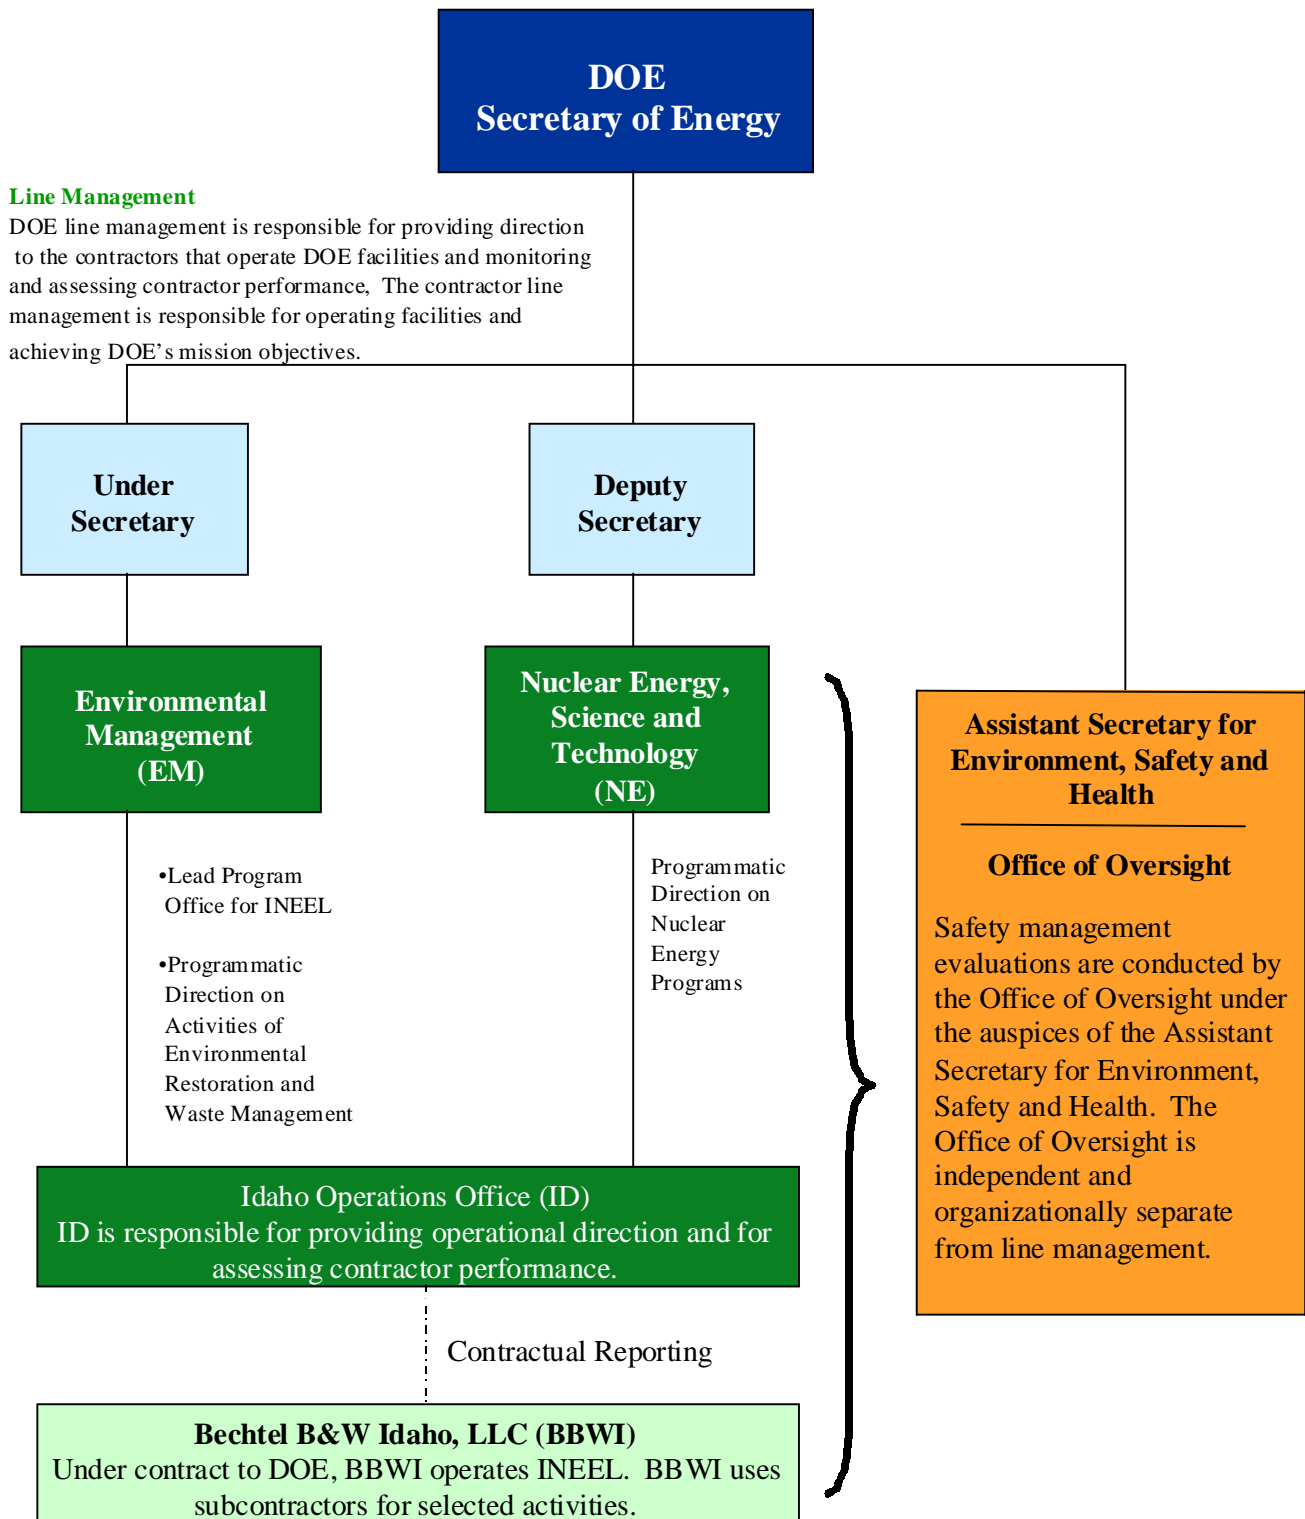 DOE
Secretary of Energy
Line Management
DOE line management is responsible for providing direction
to the contractors that operate DOE facilities and monitoring
and assessing contractor performance, The contractor line
management is responsible for operating facilities and
achieving DOE’s mission objectives.
Under
Secretary
Deputy
Secretary
Environmental
Management
(EM)
Nuclear Energy,
Science and
Technology
(NE)
Assistant Secretary for
Environment, Safety and
Health
Office of Oversight
Safety management
evaluations are conducted by
the Office of Oversight under
the auspices of the Assistant
Secretary for Environment,
Safety and Health. The
Office of Oversight is
independent and
organizationally separate
from line management.
•Lead Program
Office for INEEL
•Programmatic
Direction on
Activities of
Environmental
Restoration and
Waste Management
Programmatic
Direction on
Nuclear
Energy
Programs
Idaho Operations Office (ID)
ID is responsible for providing operational direction and for
assessing contractor performance.
Contractual Reporting
Bechtel B&W Idaho, LLC (BBWI)
Under contract to DOE, BBWI operates INEEL. BBWI uses
subcontractors for selected activities.